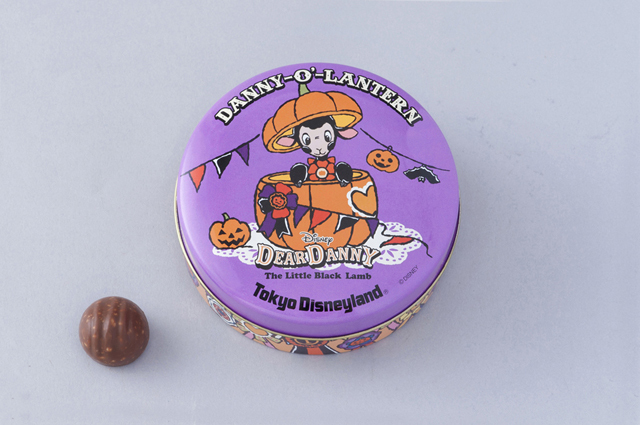 DANNY-O'-LANTERN
Disney
DEAR DANNY
The Little Black Lamb
©DISNEY
Tokyo Disneyland®